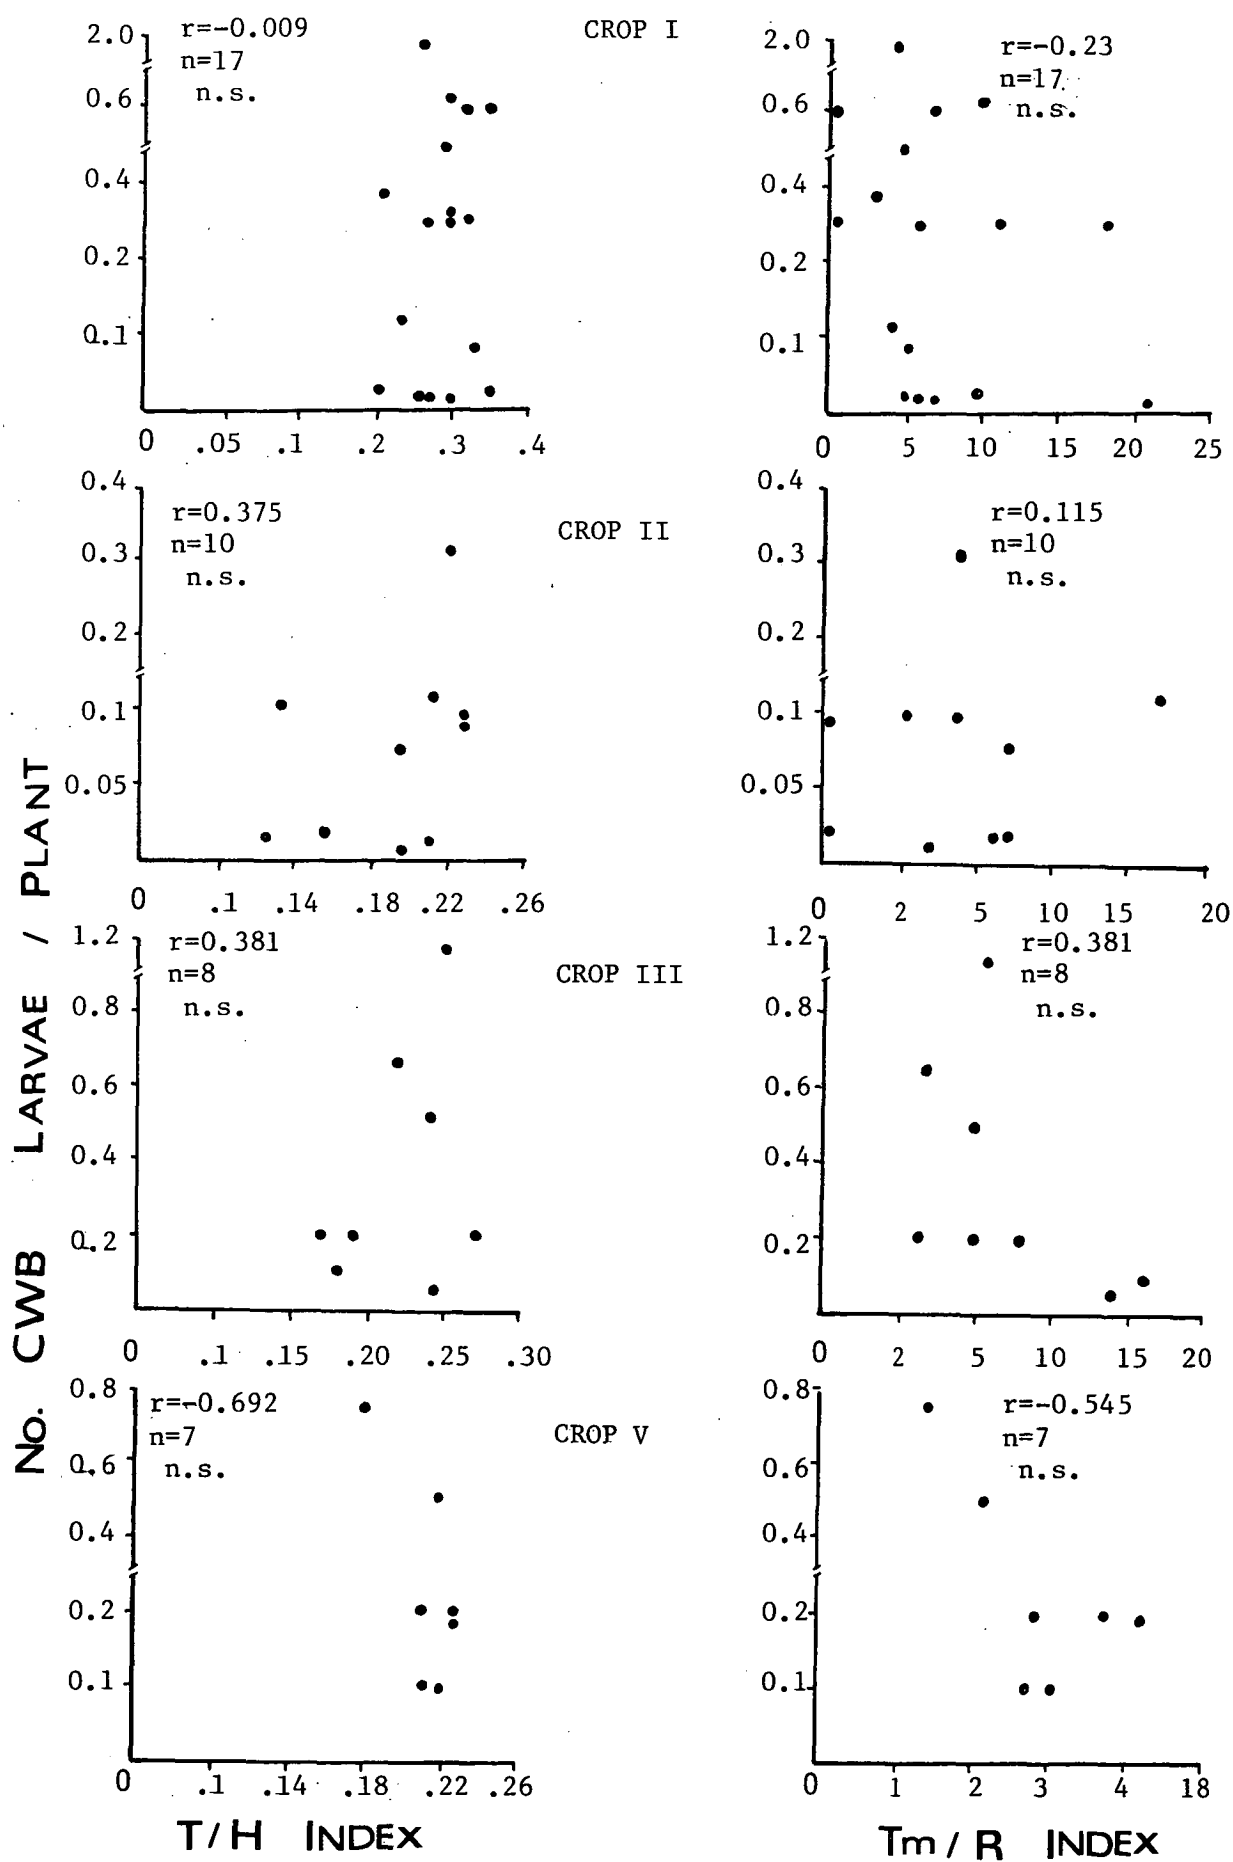 No. CWB LARVAE / PLANT
CROP I
r=-0.009
n=17
n.s.
2.0
0.6
0.4
0.2
0.1
0 .05 .1 .2 .3 .4
r=-0.23
n=17
n.s.
2.0
0.6
0.4
0.2
0.1
0 5 10 15 20 25
CROP II
r=0.375
n=10
n.s.
0.4
0.3
0.2
0.1
0.05
0 .1 .14 .18 .22 .26
r=0.115
n=10
n.s.
0.4
0.3
0.2
0.1
0.05
0 2 5 10 15 20
CROP III
r=0.381
n=8
n.s.
1.2
0.8
0.6
0.4
0.2
0 .1 .15 .20 .25 .30
r=0.381
n=8
n.s.
1.2
0.8
0.6
0.4
0.2
0 2 5 10 15 20
CROP V
r=-0.692
n=7
n.s.
0.8
0.6
0.4
0.2
0.1
0 .1 .14 .18 .22 .26
r=-0.545
n=7
n.s.
0.8
0.6
0.4
0.2
0.1
0 1 2 3 4 18
T/H INDEX
Tm/R INDEX